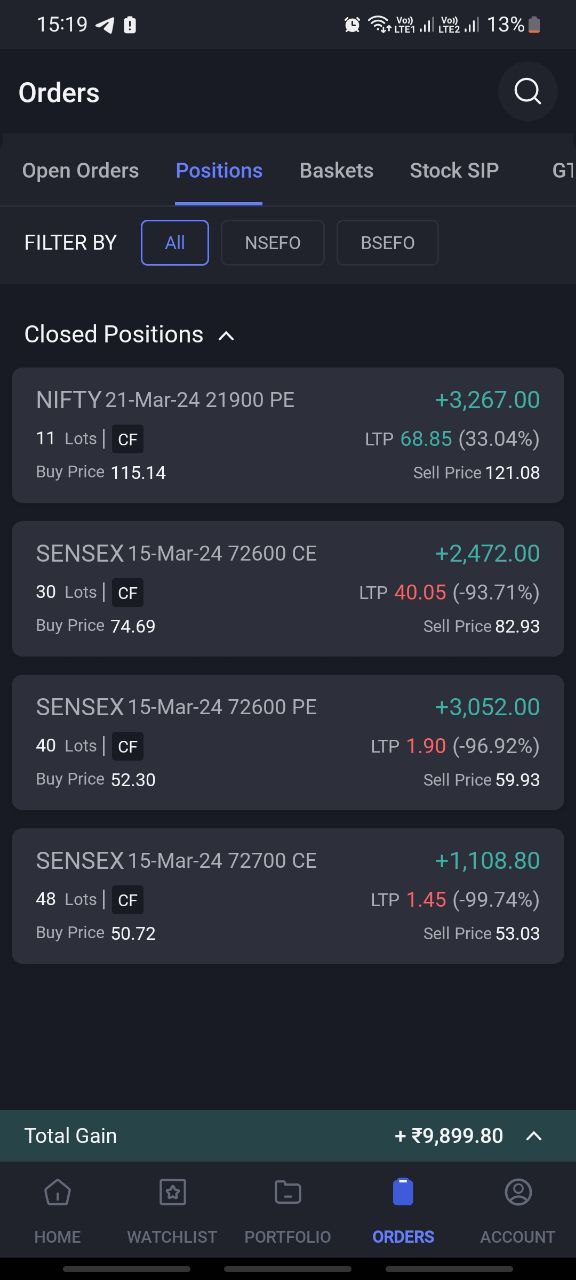 15:19 Vo)) LTE1 Vo)) LTE2 13%
Orders
Open Orders Positions Baskets Stock SIP GT
FILTER BY All NSEFO BSEFO
Closed Positions
NIFTY 21-Mar-24 21900 PE +3,267.00
11 Lots | CF LTP 68.85 (33.04%)
Buy Price 115.14 Sell Price 121.08
SENSEX 15-Mar-24 72600 CE +2,472.00
30 Lots | CF LTP 40.05 (-93.71%)
Buy Price 74.69 Sell Price 82.93
SENSEX 15-Mar-24 72600 PE +3,052.00
40 Lots | CF LTP 1.90 (-96.92%)
Buy Price 52.30 Sell Price 59.93
SENSEX 15-Mar-24 72700 CE +1,108.80
48 Lots | CF LTP 1.45 (-99.74%)
Buy Price 50.72 Sell Price 53.03
Total Gain + ₹9,899.80
HOME WATCHLIST PORTFOLIO ORDERS ACCOUNT